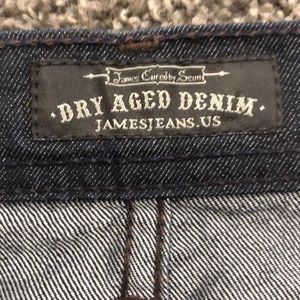 James Cured by Seun
· DRY AGED DENIM ·
JAMESJEANS.US